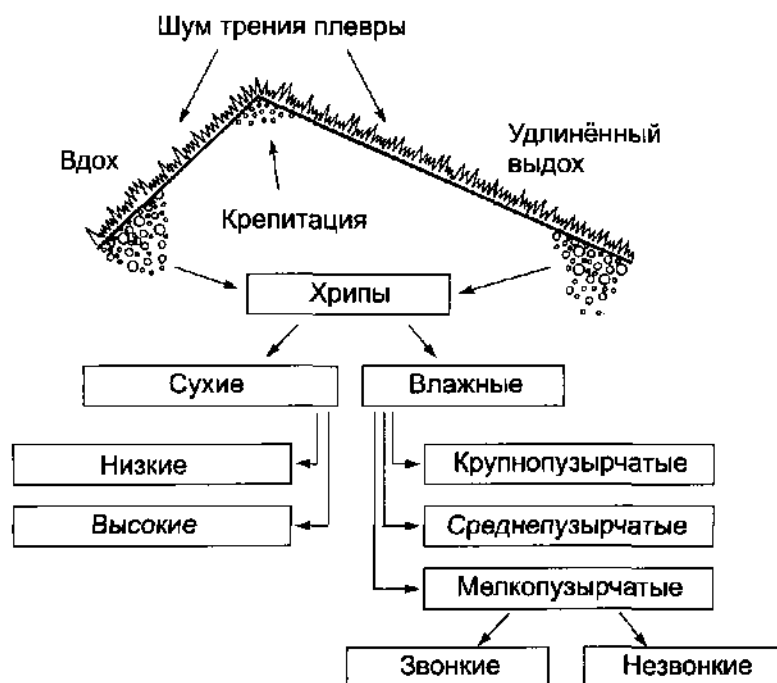 Шум трения плевры
Вдох
Удлинённый
выдох
Крепитация
Хрипы
Сухие
Влажные
Низкие
Крупнопузырчатые
Высокие
Среднепузырчатые
Мелкопузырчатые
Звонкие
Незвонкие